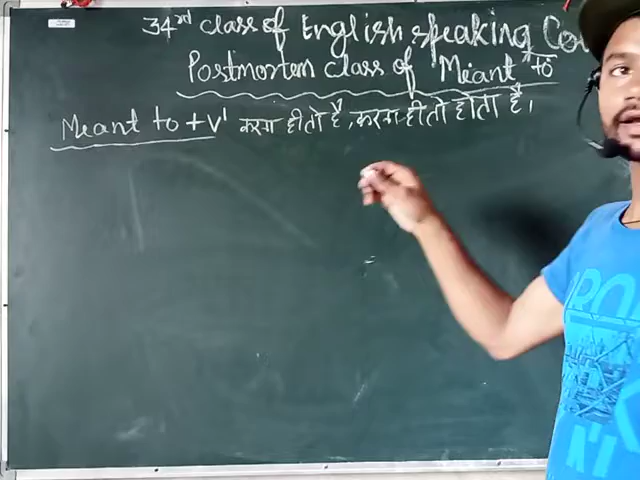 34rd class of English speaking Co
Postmortem class of "Meant to"
Meant to + V¹ करना ही तो है, करना ही तो होता है।